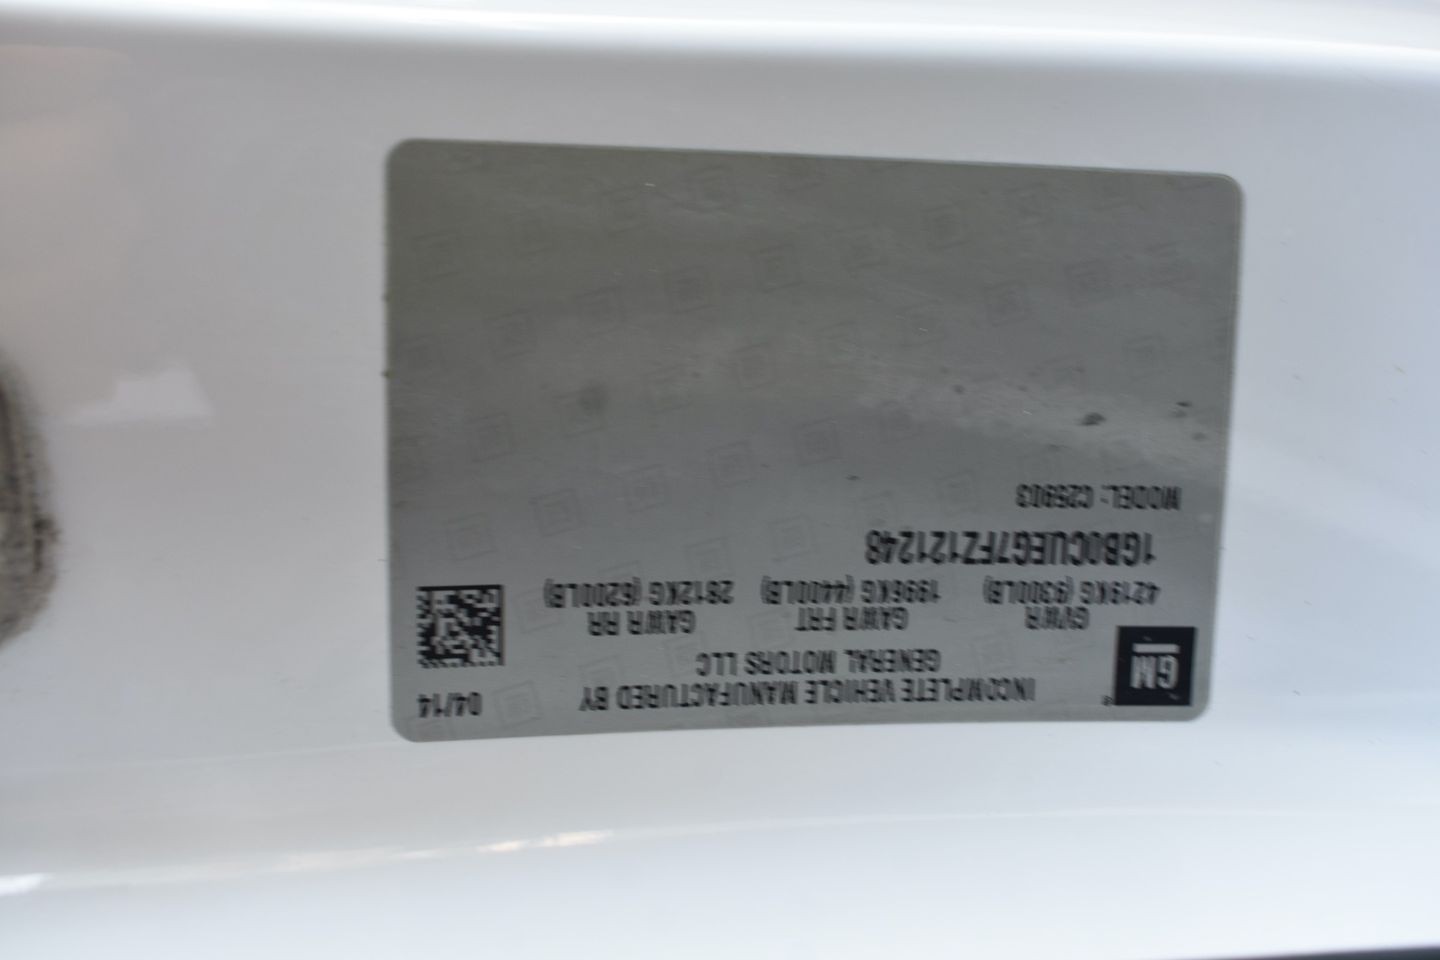 GM
INCOMPLETE VEHICLE MANUFACTURED BY
GENERAL MOTORS LLC
04/14
GVWR GAWR FRT GAWR RR
4219KG (9300LB) 1996KG (4400LB) 2812KG (6200LB)
1GB0CUEG7FZ121248
MODEL: C25903